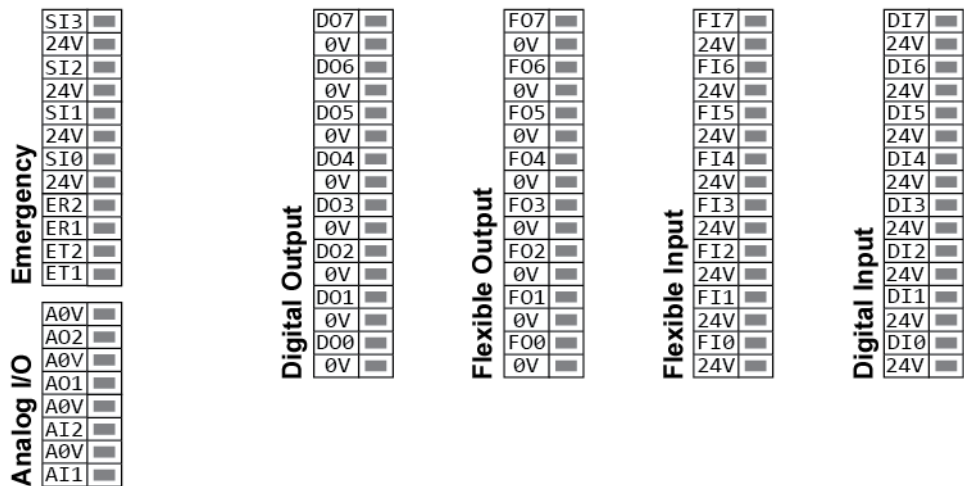 Emergency
SI3
24V
SI2
24V
SI1
24V
SI0
24V
ER2
ER1
ET2
ET1
Analog I/O
A0V
AO2
A0V
AO1
A0V
AI2
A0V
AI1
Digital Output
DO7
0V
DO6
0V
DO5
0V
DO4
0V
DO3
0V
DO2
0V
DO1
0V
DO0
0V
Flexible Output
FO7
0V
FO6
0V
FO5
0V
FO4
0V
FO3
0V
FO2
0V
FO1
0V
FO0
0V
Flexible Input
FI7
24V
FI6
24V
FI5
24V
FI4
24V
FI3
24V
FI2
24V
FI1
24V
FI0
24V
Digital Input
DI7
24V
DI6
24V
DI5
24V
DI4
24V
DI3
24V
DI2
24V
DI1
24V
DI0
24V